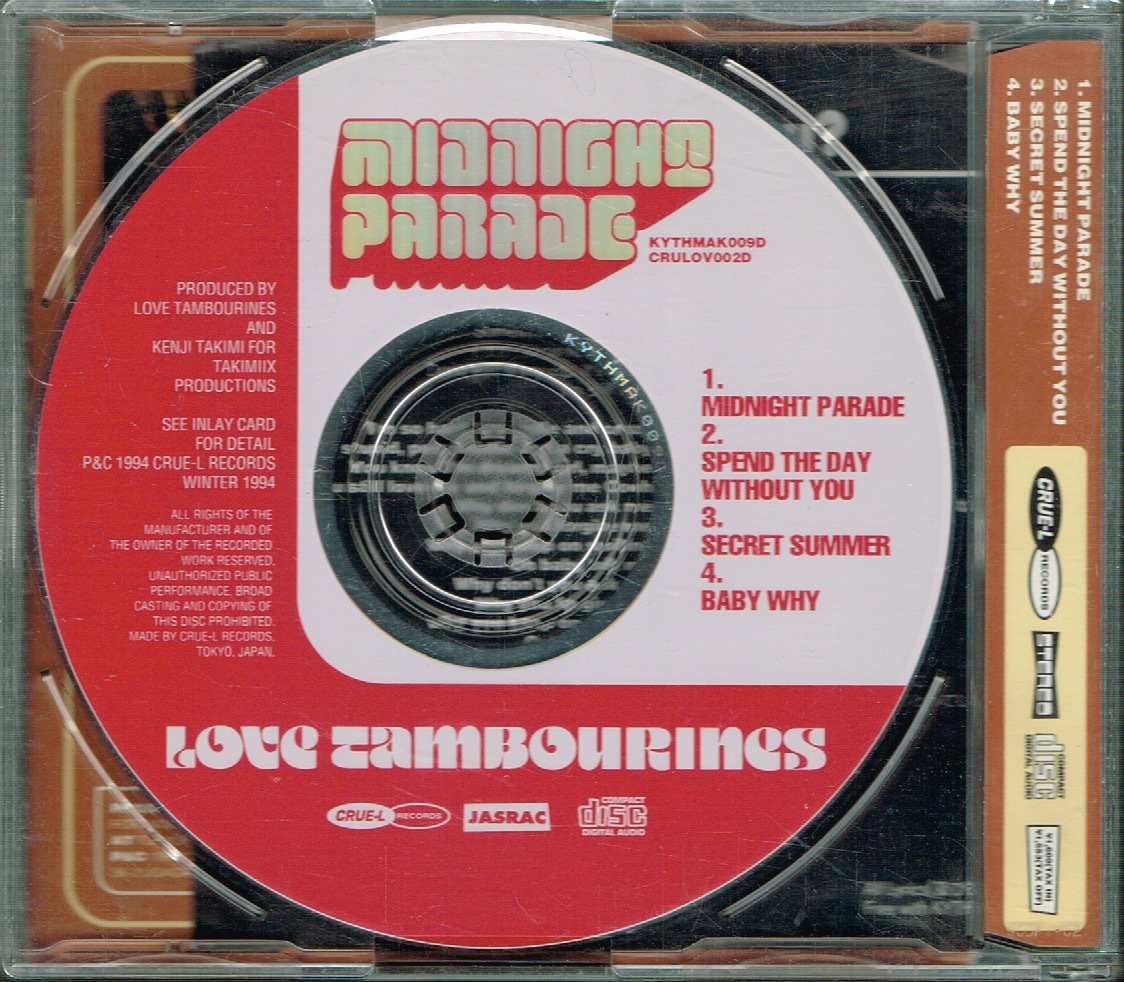 MIDNIGHT
PARADE
KYTHMAK009D
CRULOV002D
PRODUCED BY
LOVE TAMBOURINES
AND
KENJI TAKIMI FOR
TAKIMIIX
PRODUCTIONS
SEE INLAY CARD
FOR DETAIL
P&C 1994 CRUE-L RECORDS
WINTER 1994
ALL RIGHTS OF THE
MANUFACTURER AND OF
THE OWNER OF THE RECORDED
WORK RESERVED.
UNAUTHORIZED PUBLIC
PERFORMANCE. BROAD
CASTING AND COPYING OF
THIS DISC PROHIBITED.
MADE BY CRUE-L RECORDS.
TOKYO. JAPAN.
KYTHMAK00
1.
MIDNIGHT PARADE
2.
SPEND THE DAY
WITHOUT YOU
3.
SECRET SUMMER
4.
BABY WHY
LOVE TAMBOURINES
CRUE-L RECORDS
JASRAC
COMPACT
disc
DIGITAL AUDIO
1. MIDNIGHT PARADE
2. SPEND THE DAY WITHOUT YOU
3. SECRET SUMMER
4. BABY WHY
CRUE-L RECORDS
STEREO
COMPACT
disc
DIGITAL AUDIO